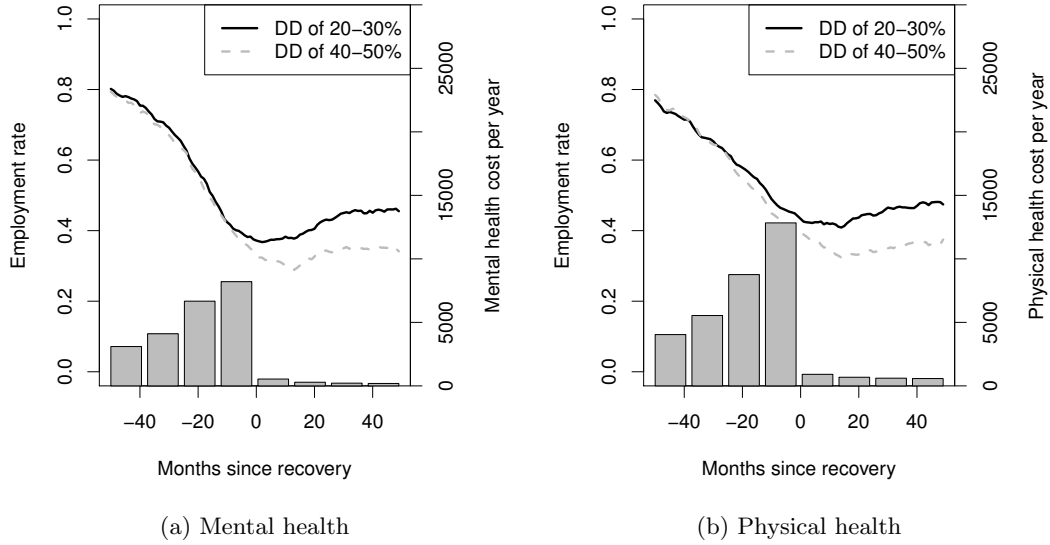 DD of 20−30%
DD of 40−50%
Employment rate
1.0
0.8
0.6
0.4
0.2
0.0
25000
15000
5000
0
Mental health cost per year
−40 −20 0 20 40
Months since recovery
(a) Mental health
DD of 20−30%
DD of 40−50%
Employment rate
1.0
0.8
0.6
0.4
0.2
0.0
25000
15000
5000
0
Physical health cost per year
−40 −20 0 20 40
Months since recovery
(b) Physical health